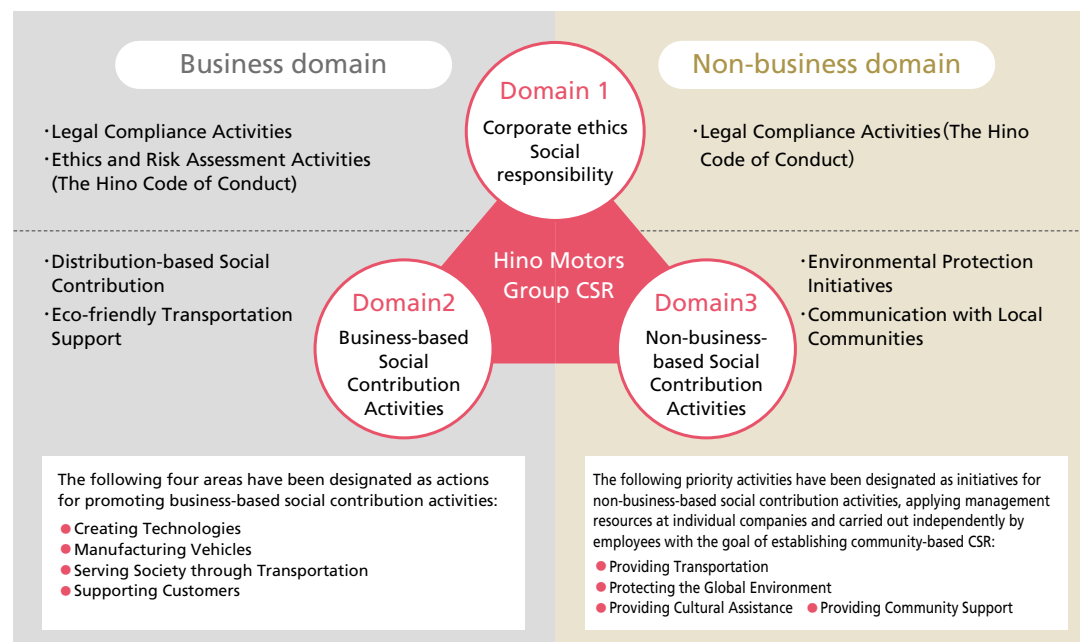 Business domain
Non-business domain
Domain 1
Corporate ethics
Social
responsibility
・Legal Compliance Activities
・Ethics and Risk Assessment Activities
(The Hino Code of Conduct)
・Legal Compliance Activities(The Hino
Code of Conduct)
Hino Motors
Group CSR
・Distribution-based Social
Contribution
・Eco-friendly Transportation
Support
Domain2
Business-based
Social
Contribution
Activities
Domain3
Non-business-
based Social
Contribution
Activities
・Environmental Protection
Initiatives
・Communication with Local
Communities
The following four areas have been designated as actions
for promoting business-based social contribution activities:
● Creating Technologies
● Manufacturing Vehicles
● Serving Society through Transportation
● Supporting Customers
The following priority activities have been designated as initiatives for
non-business-based social contribution activities, applying management
resources at individual companies and carried out independently by
employees with the goal of establishing community-based CSR:
● Providing Transportation
● Protecting the Global Environment
● Providing Cultural Assistance ● Providing Community Support